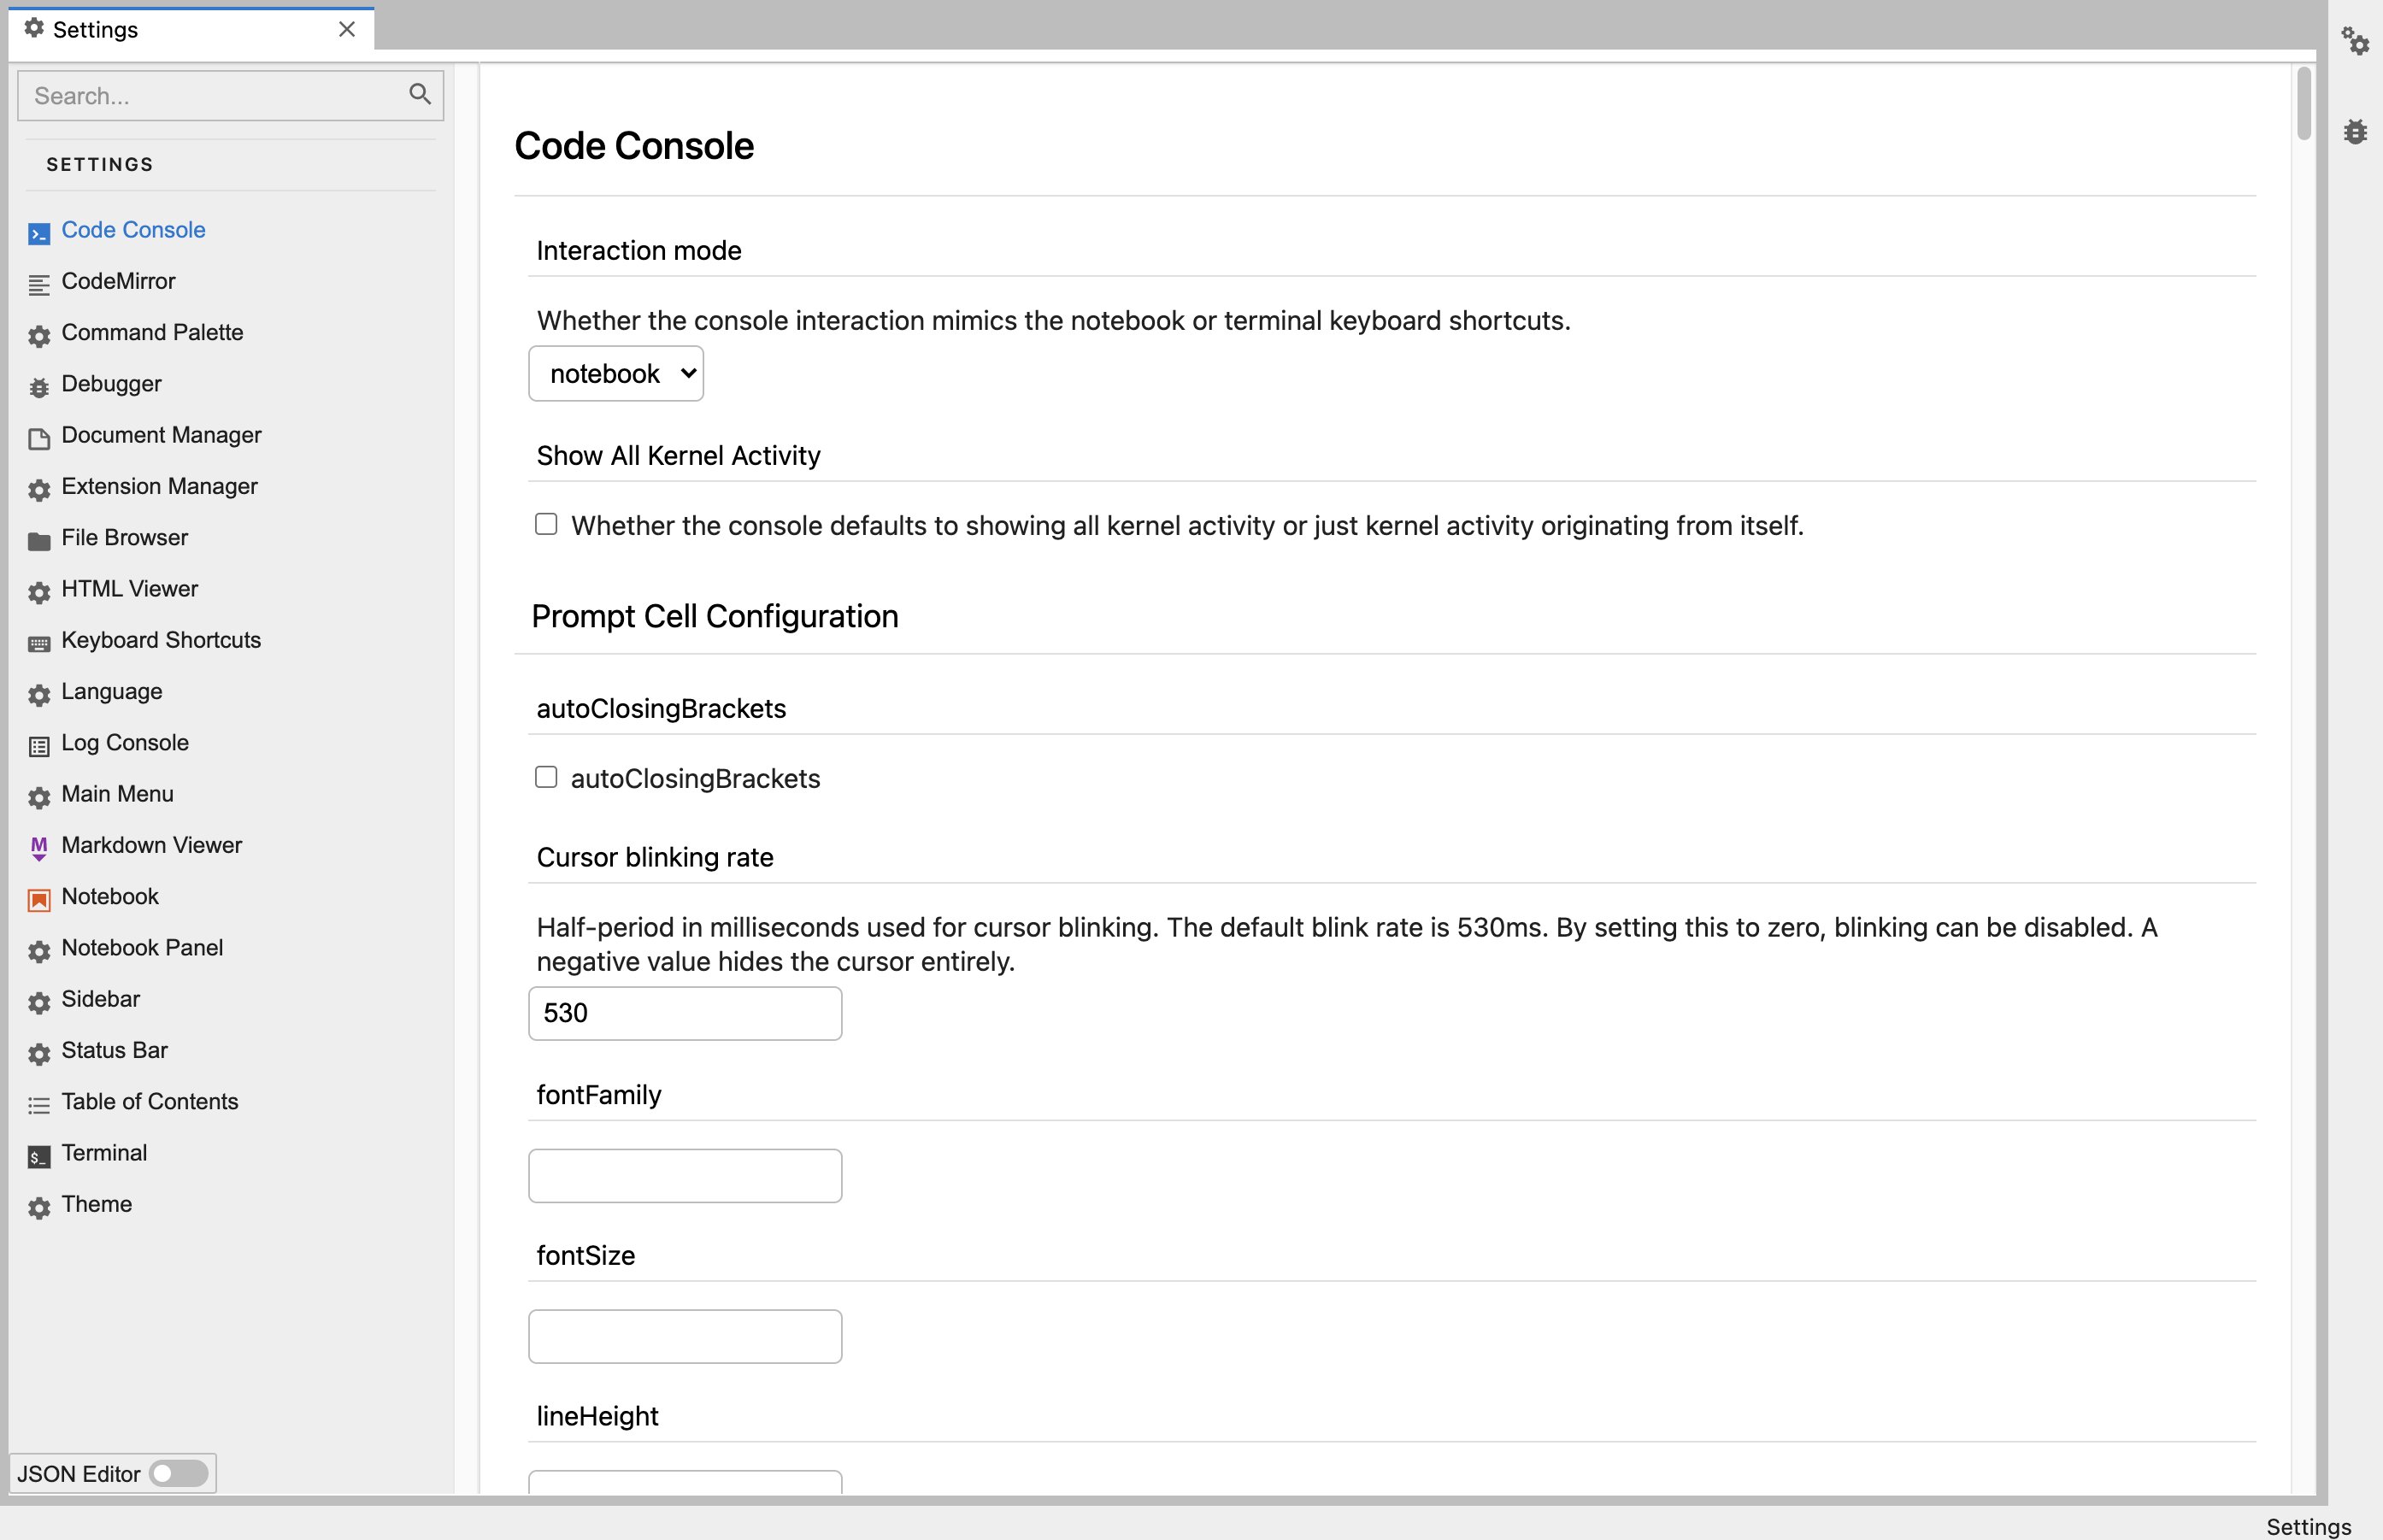 Settings
Search...
SETTINGS
Code Console
CodeMirror
Command Palette
Debugger
Document Manager
Extension Manager
File Browser
HTML Viewer
Keyboard Shortcuts
Language
Log Console
Main Menu
Markdown Viewer
Notebook
Notebook Panel
Sidebar
Status Bar
Table of Contents
Terminal
Theme
JSON Editor
Code Console
Interaction mode
Whether the console interaction mimics the notebook or terminal keyboard shortcuts.
notebook
Show All Kernel Activity
Whether the console defaults to showing all kernel activity or just kernel activity originating from itself.
Prompt Cell Configuration
autoClosingBrackets
autoClosingBrackets
Cursor blinking rate
Half-period in milliseconds used for cursor blinking. The default blink rate is 530ms. By setting this to zero, blinking can be disabled. A
negative value hides the cursor entirely.
530
fontFamily
fontSize
lineHeight
Settings